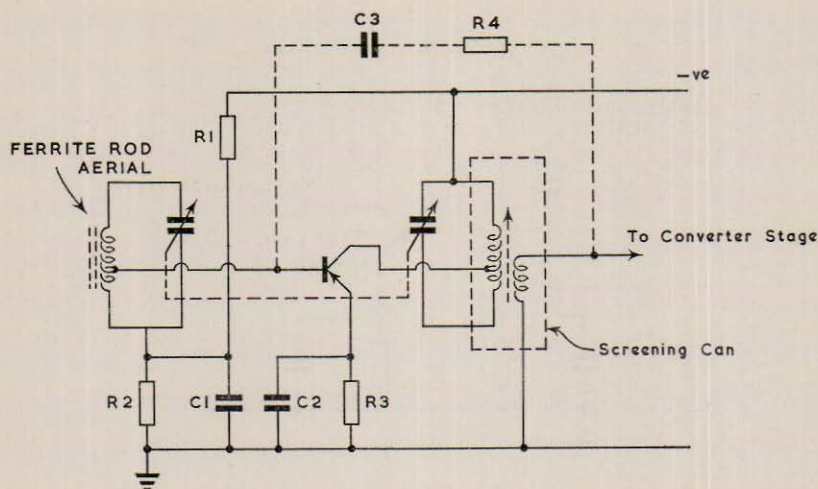 C3
R4
-ve
R1
FERRITE ROD
AERIAL
To Converter Stage
Screening Can
R2
C1
C2
R3